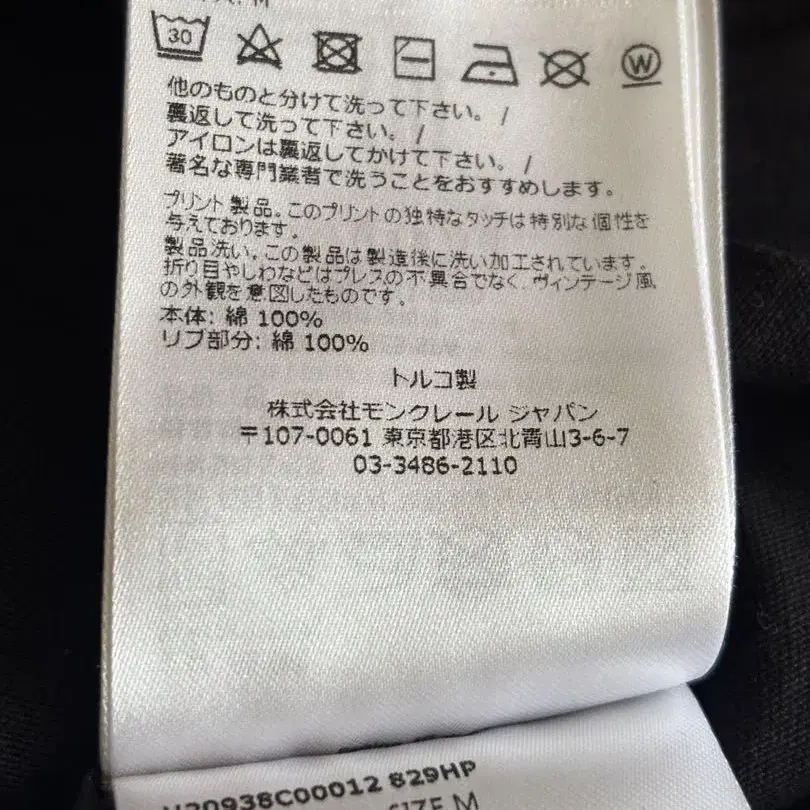 M
30
W
他のものと分けて洗って下さい。/
裏返して洗って下さい。/
アイロンは裏返してかけて下さい。/
著名な専門業者で洗うことをおすすめします。
プリント製品。このプリントの独特なタッチは特別な個性を
与えております。
製品洗い。この製品は製造後に洗い加工されています。
折り目やしわなどはプレスの不具合でなく、ヴィンテージ風
の外観を意図したものです。
本体: 綿 100%
リブ部分: 綿 100%
トルコ製
株式会社モンクレール ジャパン
〒107-0061 東京都港区北青山3-6-7
03-3486-2110
20938C00012 829HP
SIZE M